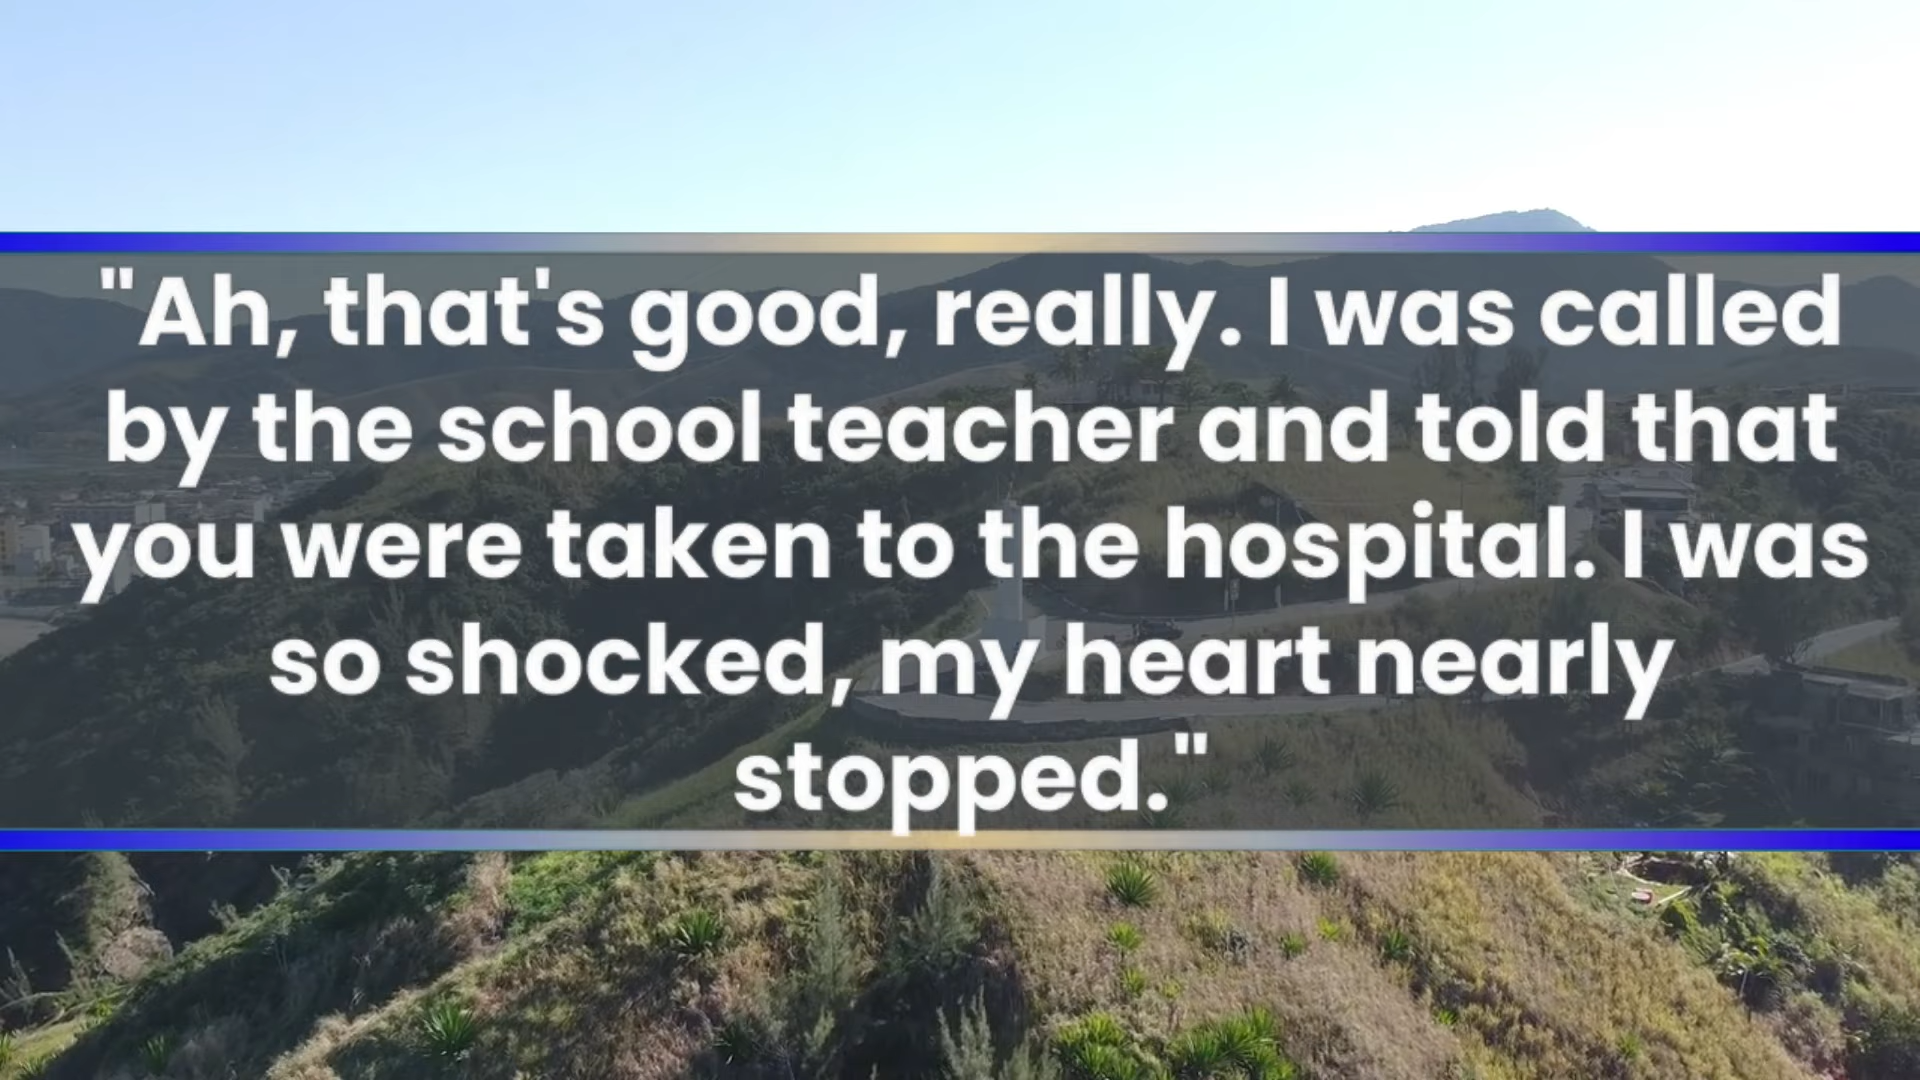 "Ah, that's good, really. I was called
by the school teacher and told that
you were taken to the hospital. I was
so shocked, my heart nearly
stopped."